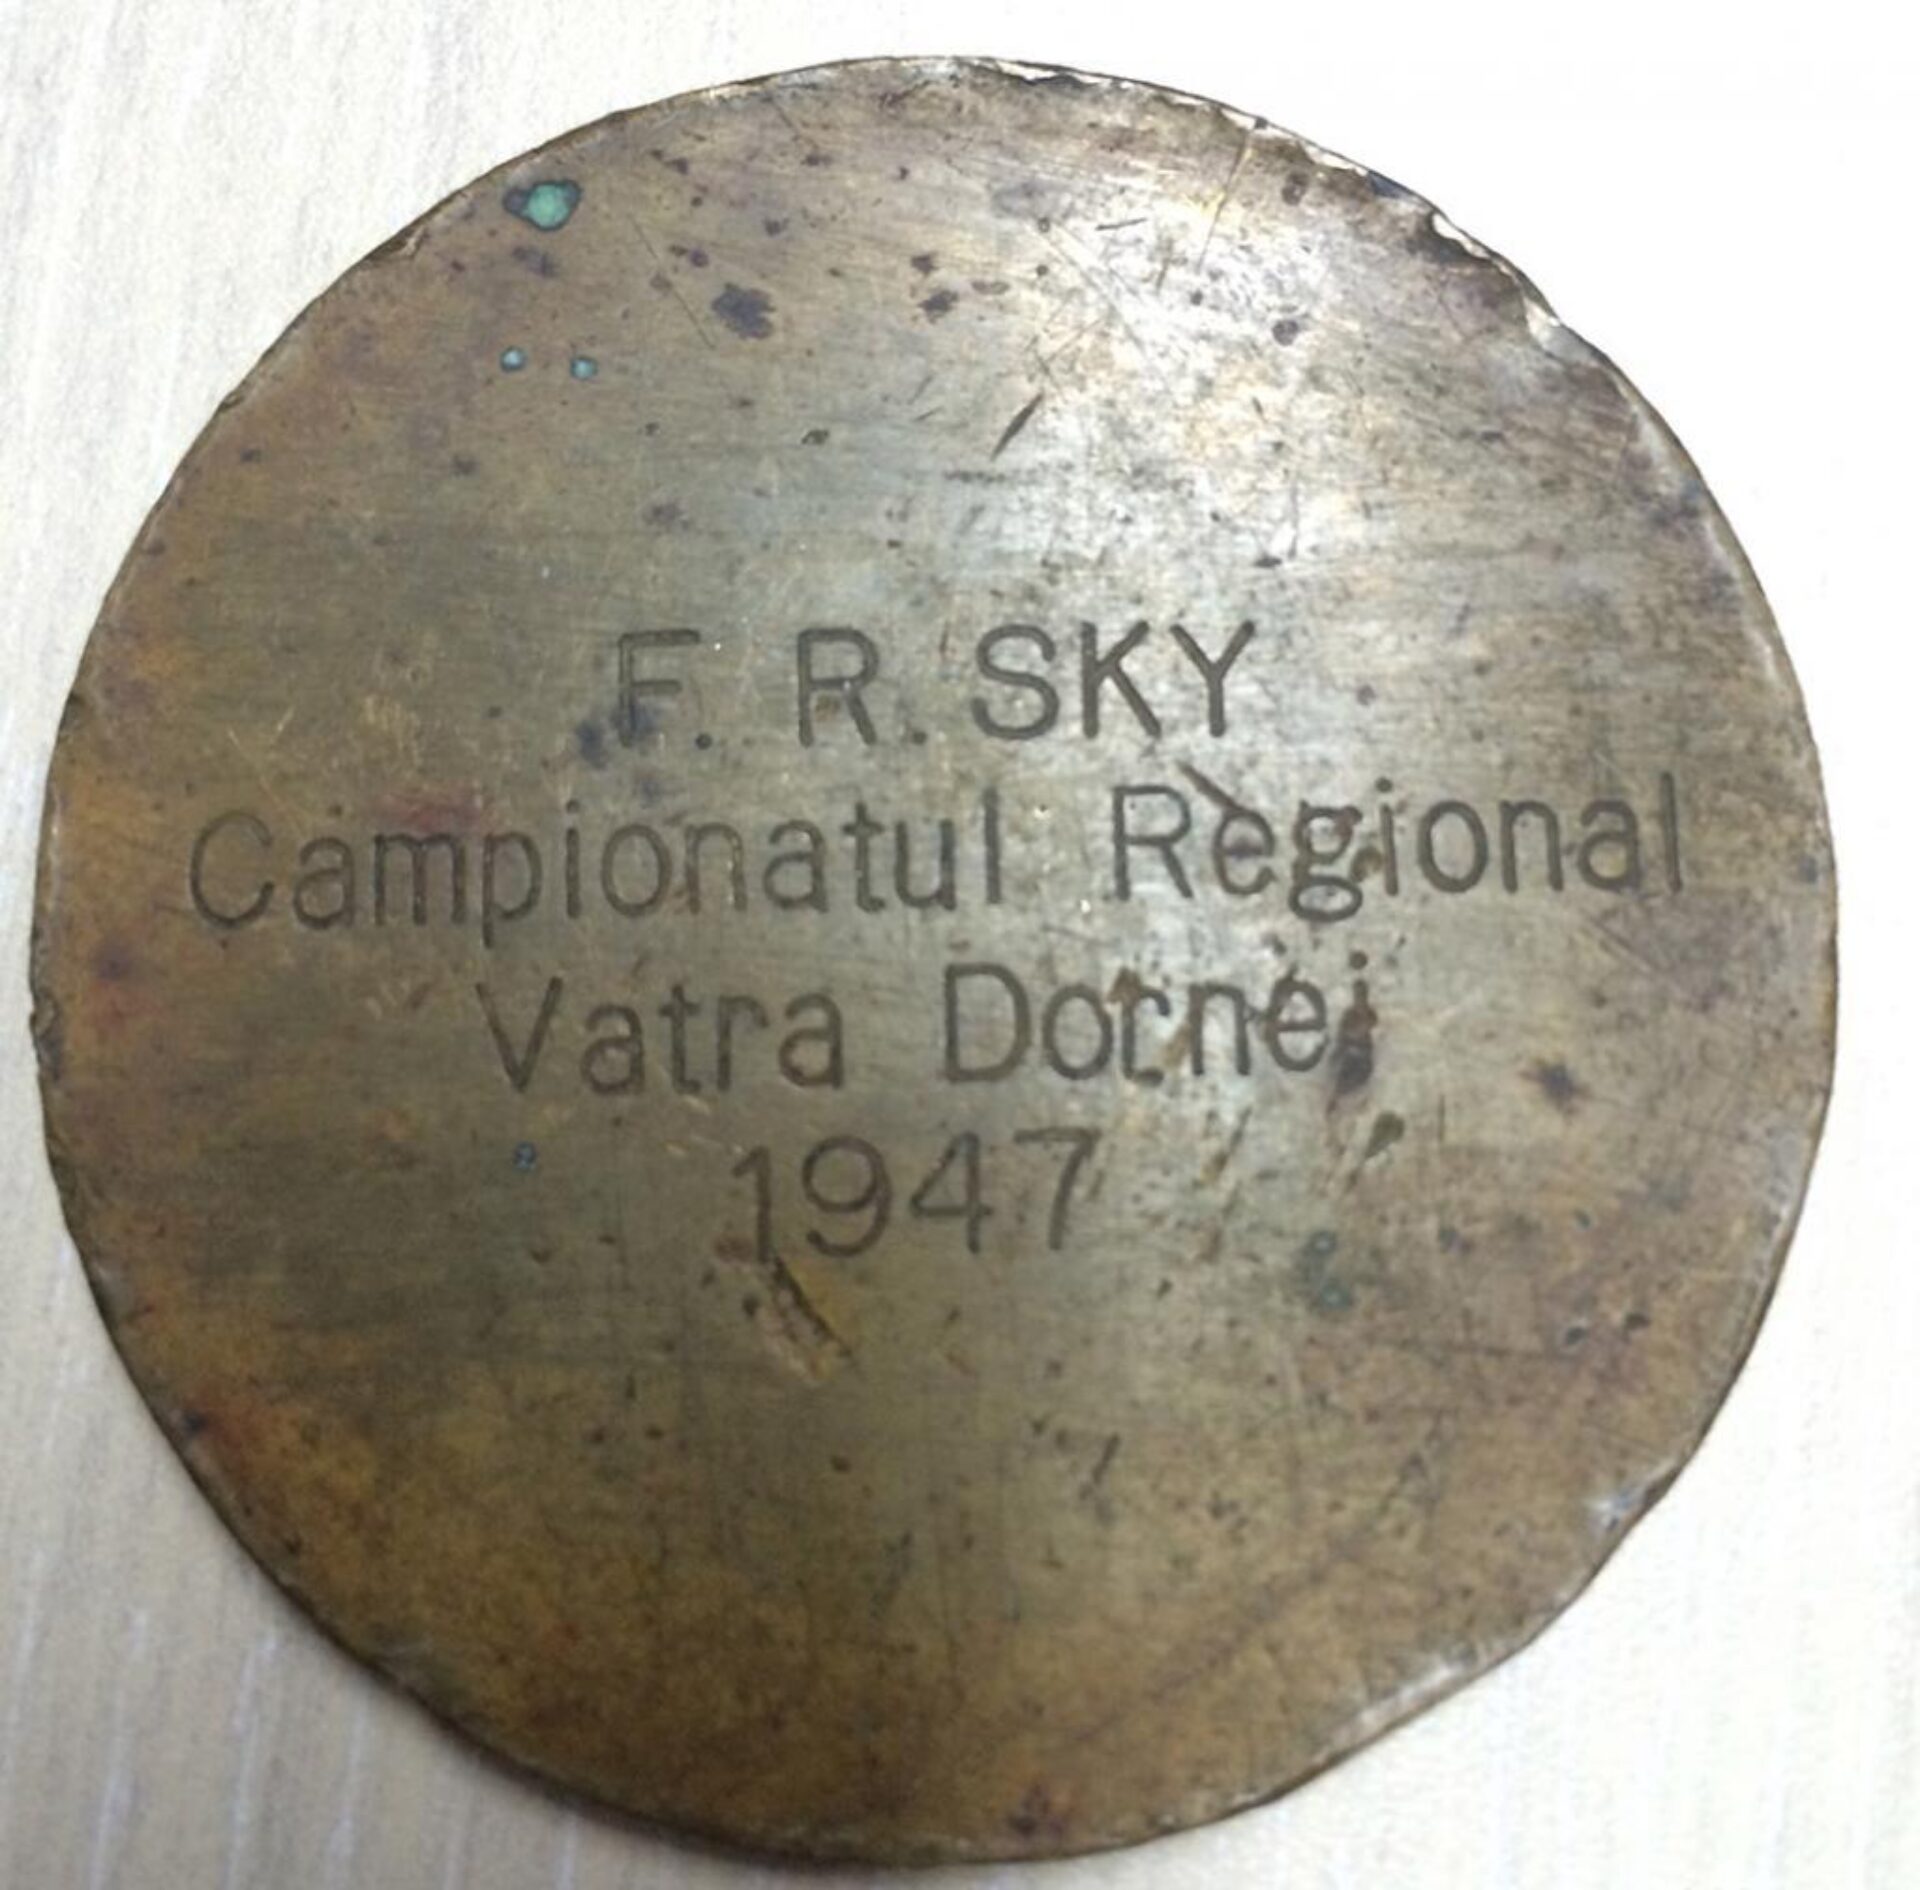 F. R. SKY
Campionatul Regional
Vatra Dornei
1947